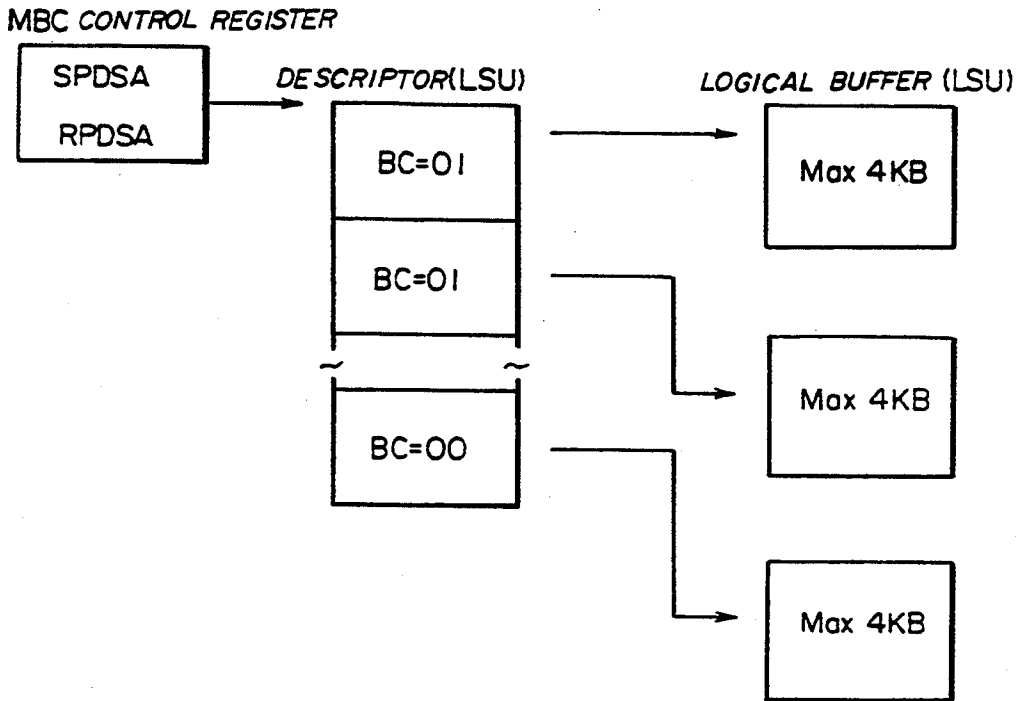 MBC CONTROL REGISTER
SPDSA
RPDSA
DESCRIPTOR(LSU)
BC=01
BC=01
~ ~
BC=00
LOGICAL BUFFER (LSU)
Max 4KB
Max 4KB
Max 4KB